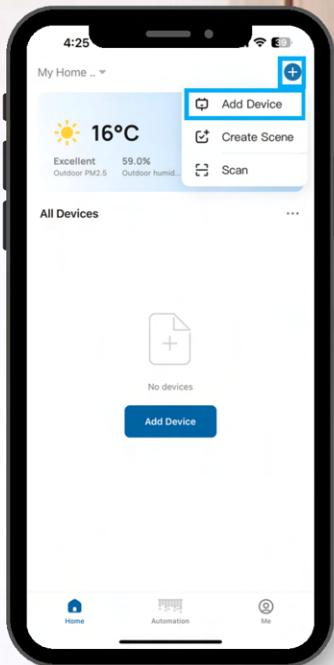 4:25
39
My Home .. ▾
Add Device
Create Scene
Scan
16°C
Excellent
59.0%
Outdoor PM2.5
Outdoor humid...
All Devices
...
No devices
Add Device
Home
Automation
Me